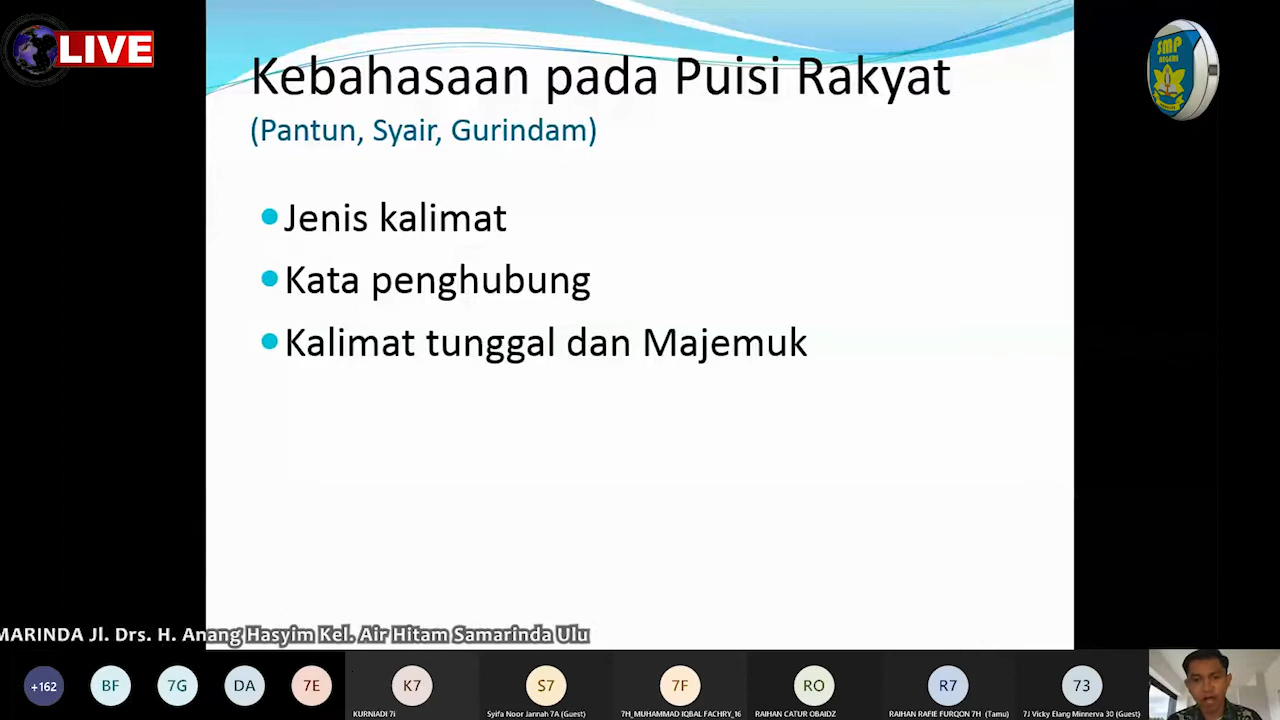 LIVE
Kebahasaan pada Puisi Rakyat
(Pantun, Syair, Gurindam)
SMP
NEGERI
Jenis kalimat
Kata penghubung
Kalimat tunggal dan Majemuk
MARINDA Jl. Drs. H. Anang Hasyim Kel. Air Hitam Samarinda Ulu
+162
BF
7G
DA
7E
K7
S7
7F
RO
R7
73
KURNIADI 7i
Syifa Noor Jannah 7A (Guest)
7H_MUHAMMAD IQBAL FACHRY_16
RAIHAN CATUR OBAIDZ
RAIHAN RAFIE FURQON 7H (Tamu)
7J Vicky Elang Minnerva 30 (Guest)